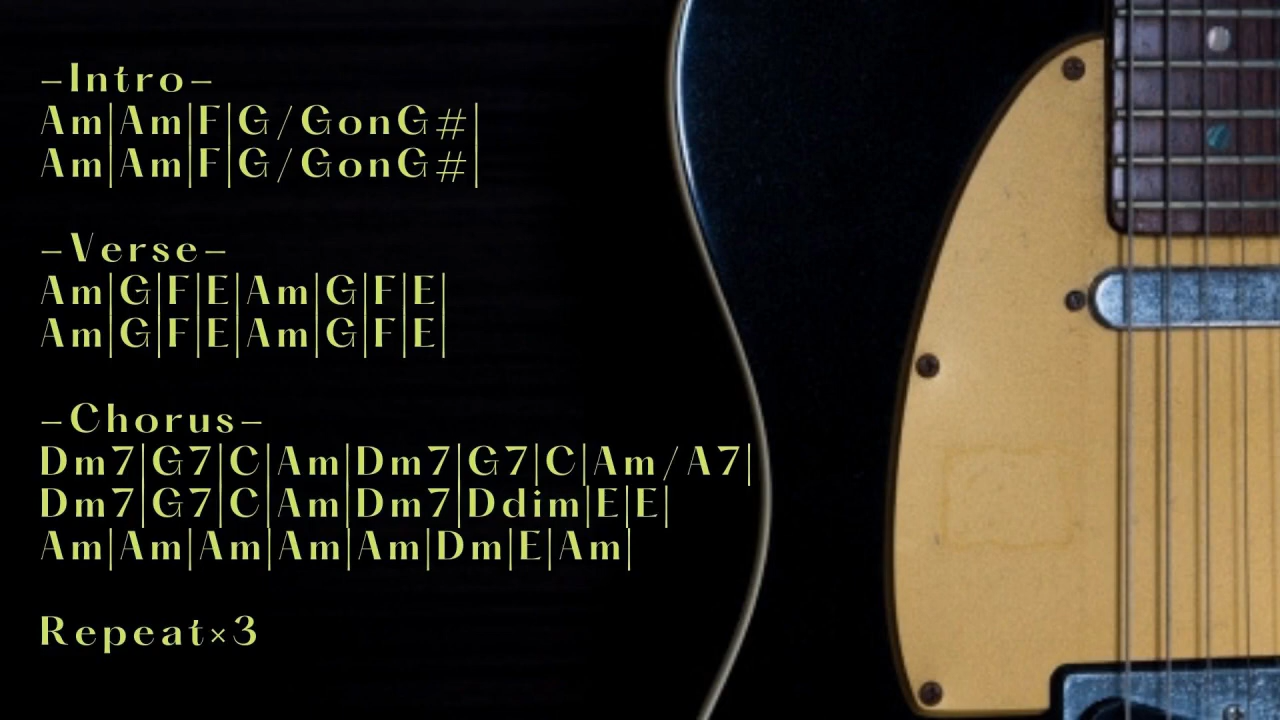 -Intro-
Am|Am|F|G/GonG#|
Am|Am|F|G/GonG#|
-Verse-
Am|G|F|E|Am|G|F|E|
Am|G|F|E|Am|G|F|E|
-Chorus-
Dm7|G7|C|Am|Dm7|G7|C|Am/A7|
Dm7|G7|C|Am|Dm7|Ddim|E|E|
Am|Am|Am|Am|Am|Dm|E|Am|
Repeat×3